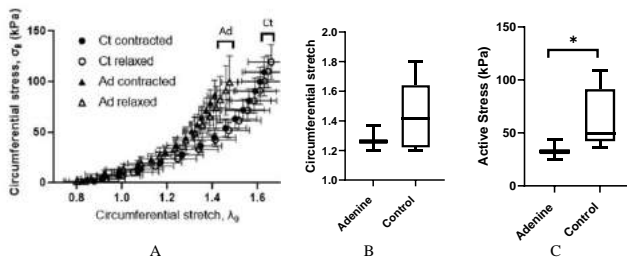 Circumferential stress, σθ (kPa)
150
100
50
0
Ct contracted
Ct relaxed
Ad contracted
Ad relaxed
Ad
Ct
0.8 1.0 1.2 1.4 1.6
Circumferential stretch, λθ
A
Circumferential stretch
2.0
1.8
1.6
1.4
1.2
1.0
Adenine
Control
B
Active Stress (kPa)
150
100
50
0
*
Adenine
Control
C